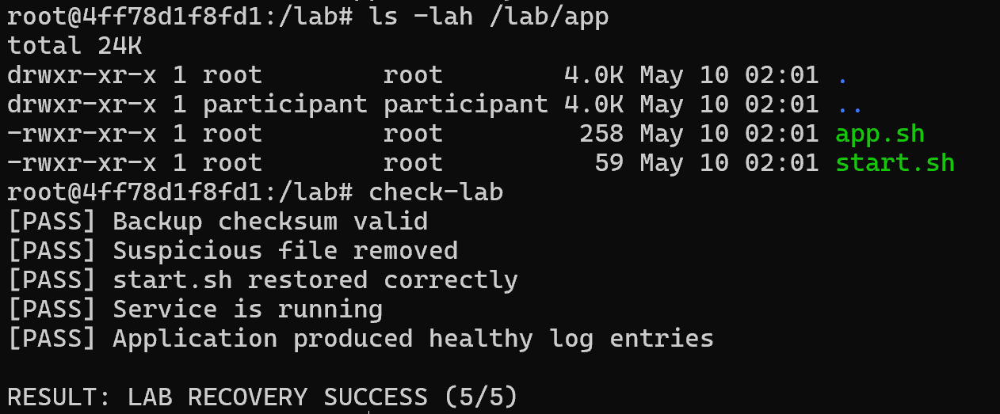 root@4ff78d1f8fd1:/lab# ls -lah /lab/app
total 24K
drwxr-xr-x 1 root        root        4.0K May 10 02:01 .
drwxr-xr-x 1 participant participant 4.0K May 10 02:01 ..
-rwxr-xr-x 1 root        root         258 May 10 02:01 app.sh
-rwxr-xr-x 1 root        root          59 May 10 02:01 start.sh
root@4ff78d1f8fd1:/lab# check-lab
[PASS] Backup checksum valid
[PASS] Suspicious file removed
[PASS] start.sh restored correctly
[PASS] Service is running
[PASS] Application produced healthy log entries
RESULT: LAB RECOVERY SUCCESS (5/5)